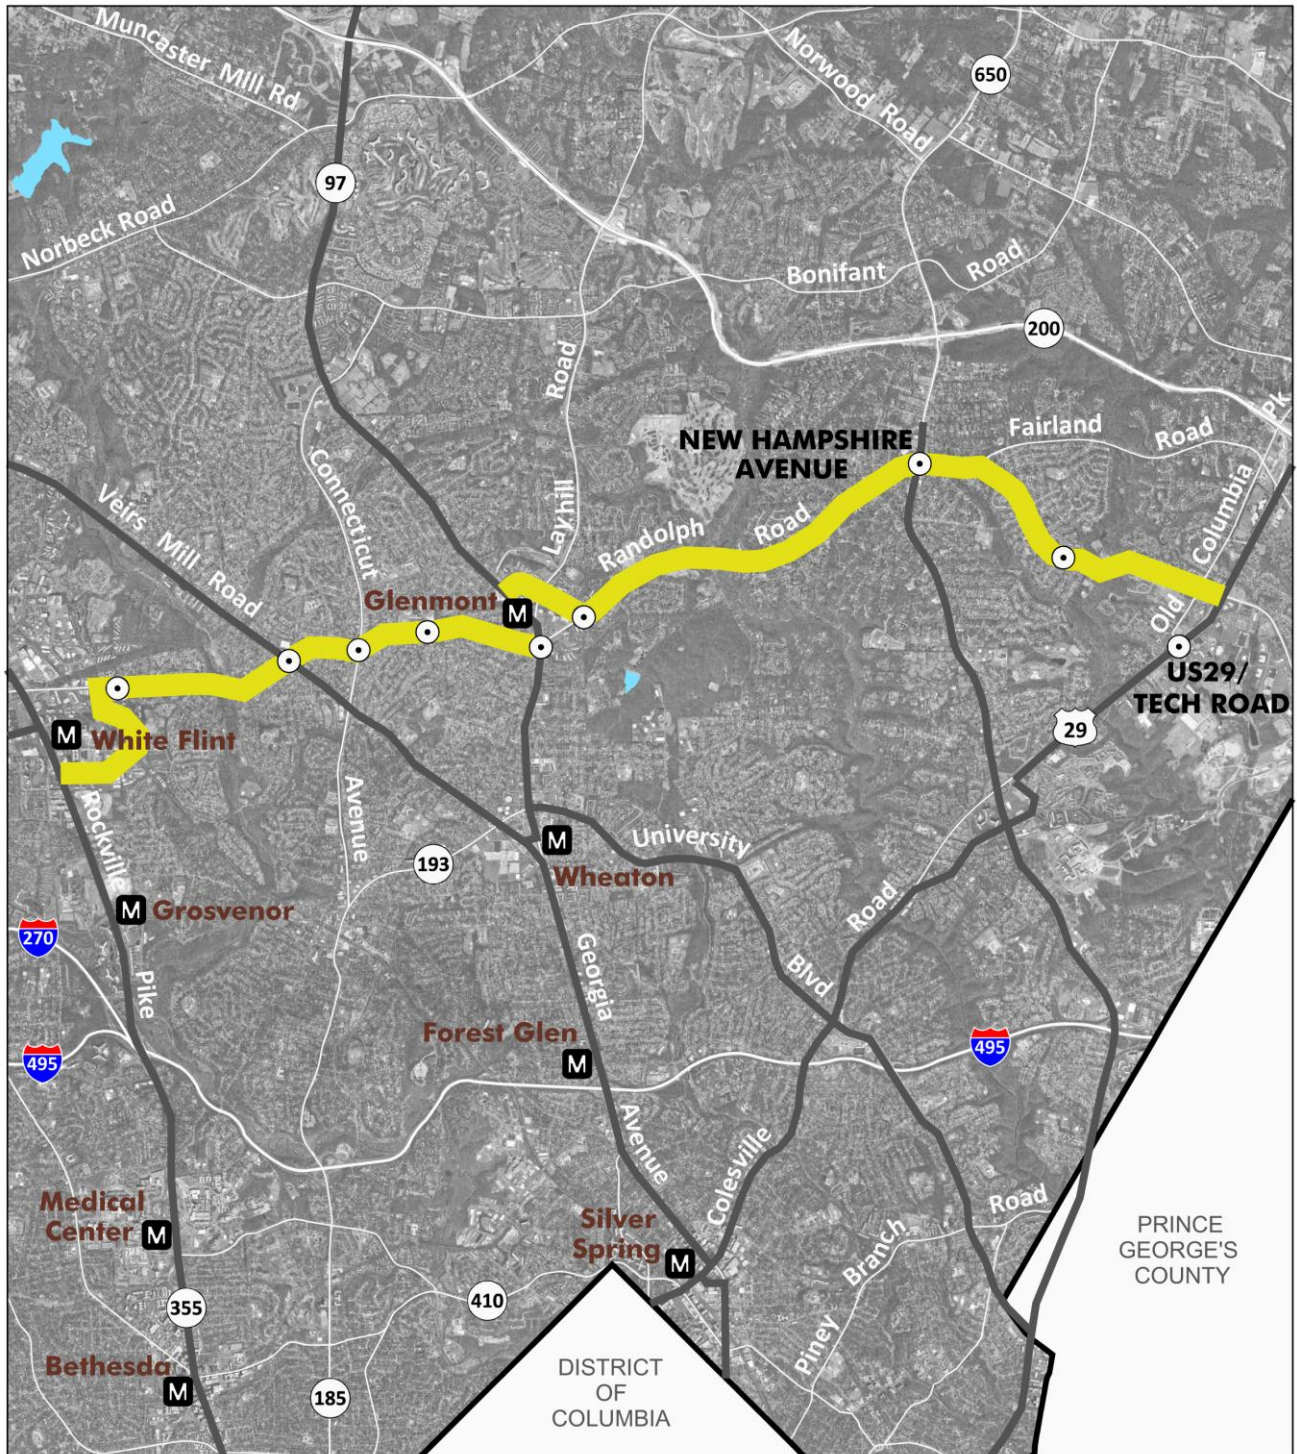 Muncaster Mill Rd
Norwood Road
650
97
Norbeck Road
Bonifant Road
200
Layhill Road
Fairland Road
NEW HAMPSHIRE
AVENUE
Old Columbia Pk
Connecticut
Veirs Mill Road
Randolph Road
Glenmont
M
US29/
TECH ROAD
29
M
White Flint
Avenue
University Blvd
193
M
Wheaton
Rockville Pike
M
Grosvenor
270
Colesville Road
Georgia Avenue
Forest Glen
M
495
495
Medical
Center
M
Silver
Spring
M
Piney Branch Road
PRINCE
GEORGE'S
COUNTY
355
410
Bethesda
M
185
DISTRICT
OF
COLUMBIA